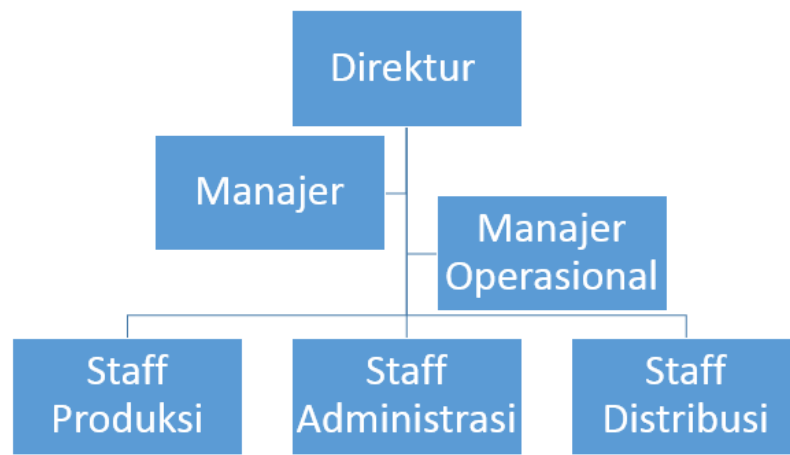 Direktur
Manajer
Manajer
Operasional
Staff
Produksi
Staff
Administrasi
Staff
Distribusi